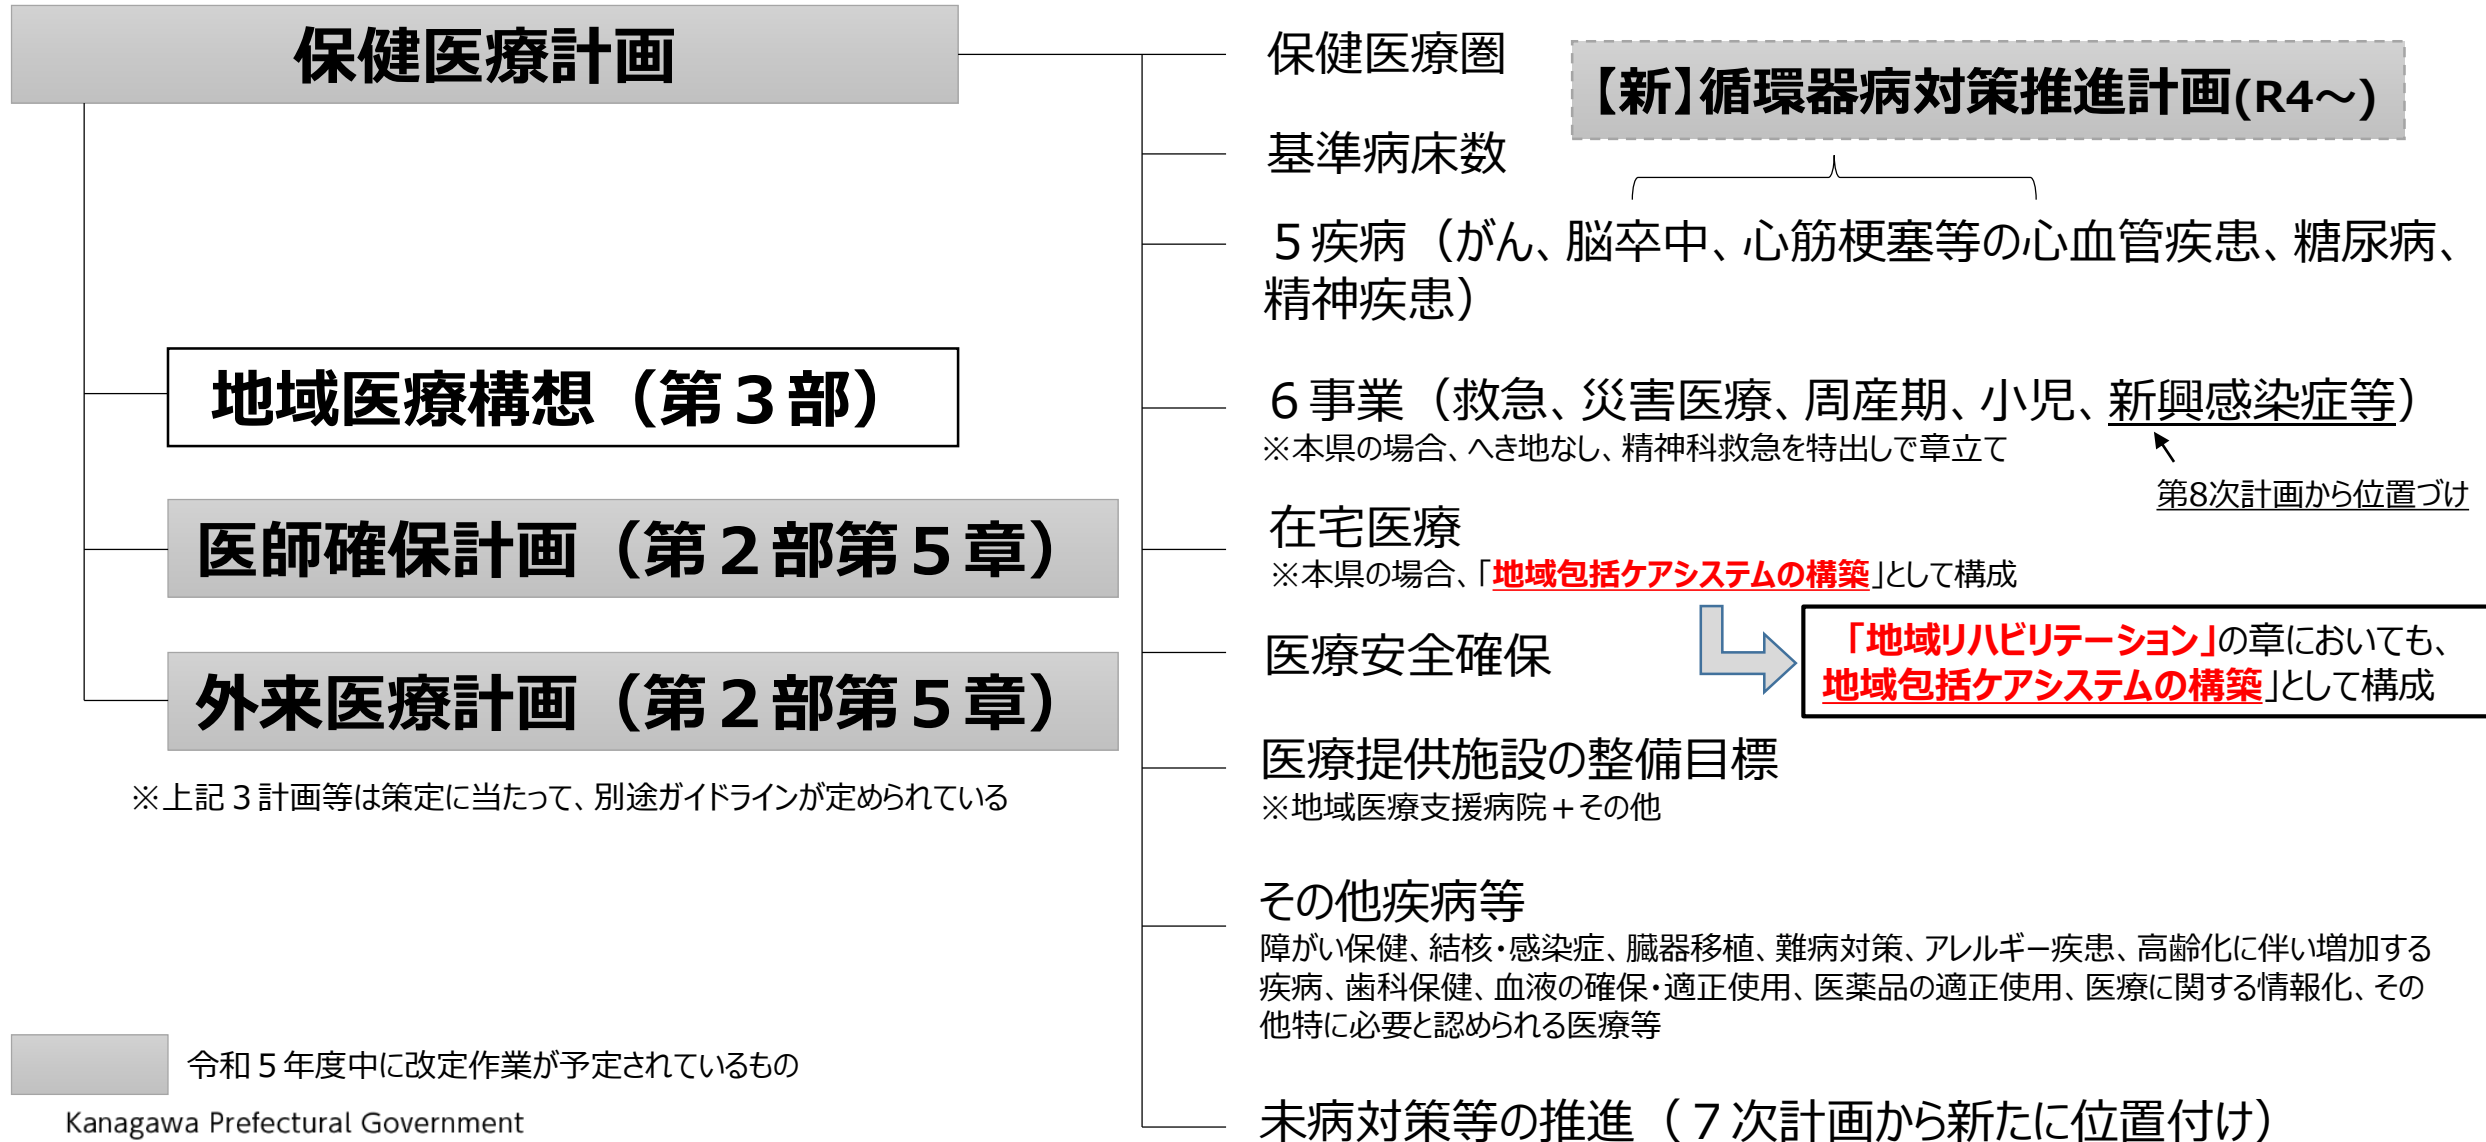 保健医療計画
地域医療構想（第３部）
医師確保計画（第２部第５章）
外来医療計画（第２部第５章）
※上記３計画等は策定に当たって、別途ガイドラインが定められている
令和５年度中に改定作業が予定されているもの
Kanagawa Prefectural Government
保健医療圏
【新】循環器病対策推進計画(R4～)
基準病床数
５疾病（がん、脳卒中、心筋梗塞等の心血管疾患、糖尿病、
精神疾患）
６事業（救急、災害医療、周産期、小児、新興感染症等）
※本県の場合、へき地なし、精神科救急を特出しで章立て
第8次計画から位置づけ
在宅医療
※本県の場合、「地域包括ケアシステムの構築」として構成
「地域リハビリテーション」の章においても、
地域包括ケアシステムの構築」として構成
医療安全確保
医療提供施設の整備目標
※地域医療支援病院＋その他
その他疾病等
障がい保健、結核・感染症、臓器移植、難病対策、アレルギー疾患、高齢化に伴い増加する
疾病、歯科保健、血液の確保・適正使用、医薬品の適正使用、医療に関する情報化、その
他特に必要と認められる医療等
未病対策等の推進（７次計画から新たに位置付け）